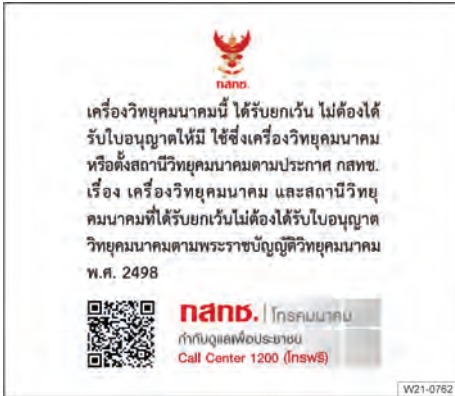 กสทช.
เครื่องวิทยุคมนาคมนี้ ได้รับยกเว้น ไม่ต้องได้
รับใบอนุญาตให้มี ใช้ซึ่งเครื่องวิทยุคมนาคม
หรือตั้งสถานีวิทยุคมนาคมตามประกาศ กสทช.
เรื่อง เครื่องวิทยุคมนาคม และสถานีวิทยุ
คมนาคมที่ได้รับยกเว้นไม่ต้องได้รับใบอนุญาต
วิทยุคมนาคมตามพระราชบัญญัติวิทยุคมนาคม
พ.ศ. 2498
กสทช. | โทรคมนาคม
กำกับดูแลเพื่อประชาชน
Call Center 1200 (โทรฟรี)
W21-0762